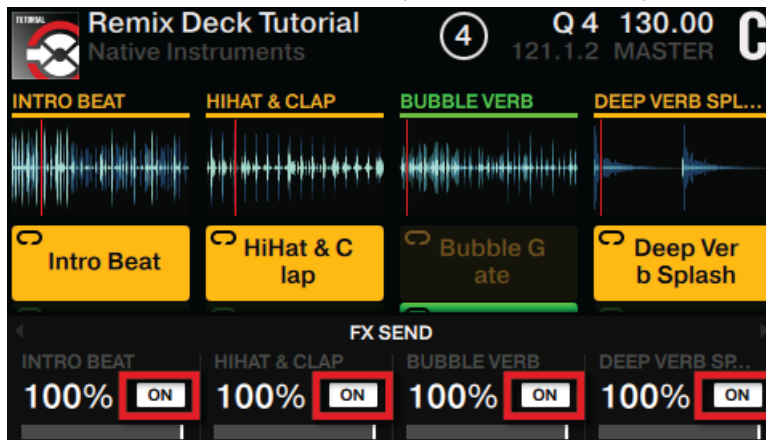 TUTORIAL
Remix Deck Tutorial
Native Instruments
4
Q 4 130.00
121.1.2 MASTER
C
INTRO BEAT HIHAT & CLAP BUBBLE VERB DEEP VERB SPL...
Intro Beat
HiHat & C
lap
Bubble G
ate
Deep Ver
b Splash
FX SEND
INTRO BEAT HIHAT & CLAP BUBBLE VERB DEEP VERB SP...
100% ON 100% ON 100% ON 100% ON